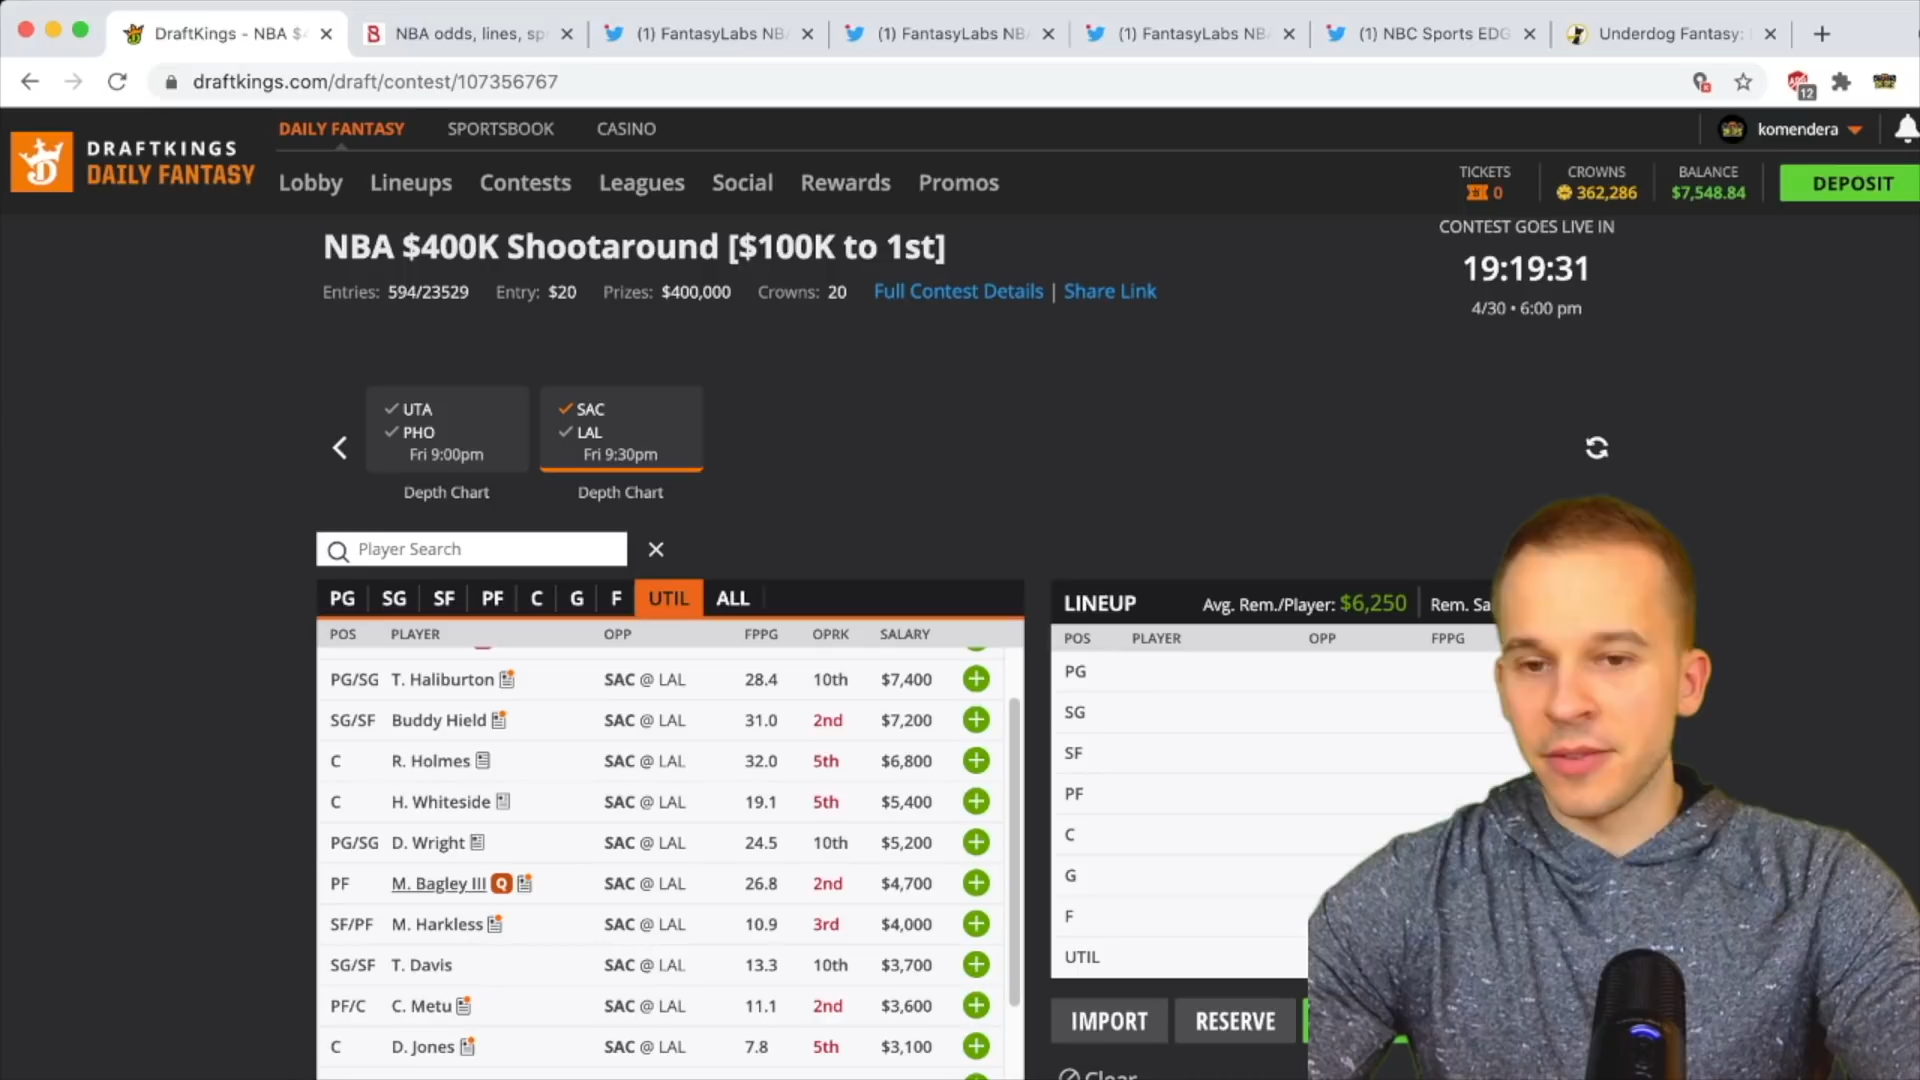 DraftKings - NBA $
NBA odds, lines, sp
(1) FantasyLabs NB
(1) FantasyLabs NB
(1) FantasyLabs NB
(1) NBC Sports EDG
Underdog Fantasy:
draftkings.com/draft/contest/107356767
12
DRAFTKINGS
DAILY FANTASY
DAILY FANTASY SPORTSBOOK CASINO
komendera
Lobby Lineups Contests Leagues Social Rewards Promos
TICKETS CROWNS BALANCE
0 362,286 $7,548.84
DEPOSIT
NBA $400K Shootaround [$100K to 1st]
Entries: 594/23529 Entry: $20 Prizes: $400,000 Crowns: 20 Full Contest Details | Share Link
CONTEST GOES LIVE IN
19:19:31
4/30 • 6:00 pm
UTA
PHO
Fri 9:00pm
Depth Chart
SAC
LAL
Fri 9:30pm
Depth Chart
Player Search
PG SG SF PF C G F UTIL ALL
POS PLAYER OPP FPPG OPRK SALARY
PG/SG T. Haliburton SAC @ LAL 28.4 10th $7,400
SG/SF Buddy Hield SAC @ LAL 31.0 2nd $7,200
C R. Holmes SAC @ LAL 32.0 5th $6,800
C H. Whiteside SAC @ LAL 19.1 5th $5,400
PG/SG D. Wright SAC @ LAL 24.5 10th $5,200
PF M. Bagley III Q SAC @ LAL 26.8 2nd $4,700
SF/PF M. Harkless SAC @ LAL 10.9 3rd $4,000
SG/SF T. Davis SAC @ LAL 13.3 10th $3,700
PF/C C. Metu SAC @ LAL 11.1 2nd $3,600
C D. Jones SAC @ LAL 7.8 5th $3,100
LINEUP Avg. Rem./Player: $6,250 Rem. Sa
POS PLAYER OPP FPPG
PG
SG
SF
PF
C
G
F
UTIL
IMPORT RESERVE
Clear